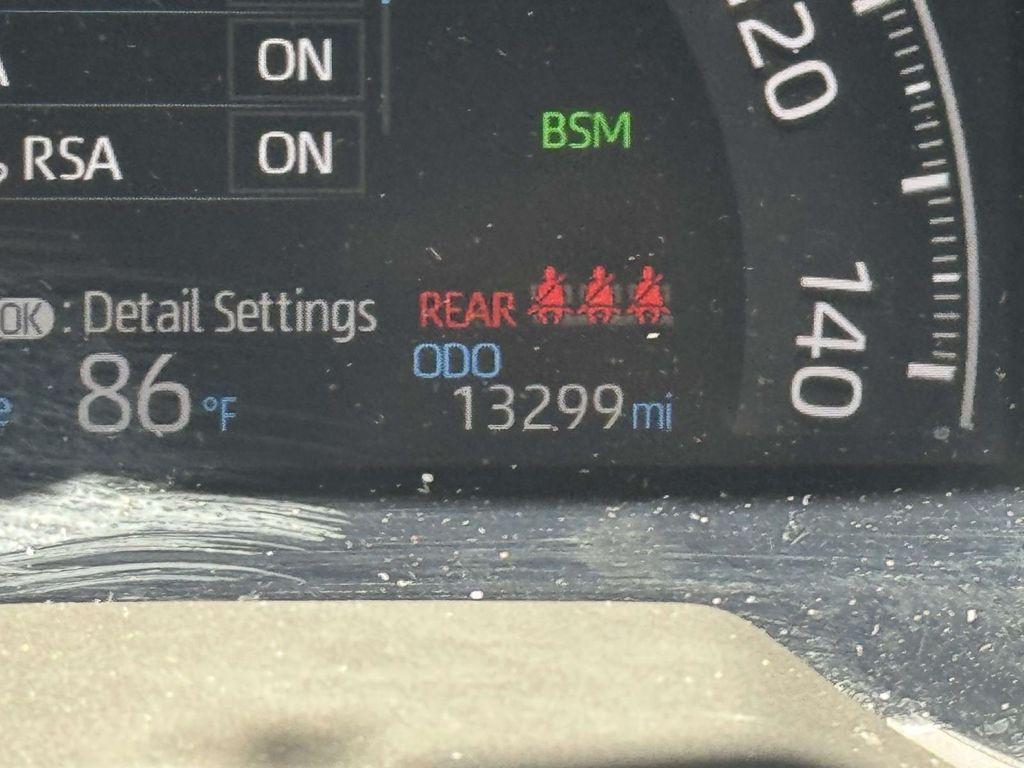 ON
RSA ON
BSM
120
140
OK : Detail Settings
REAR
ODO
86 °F
13299 mi